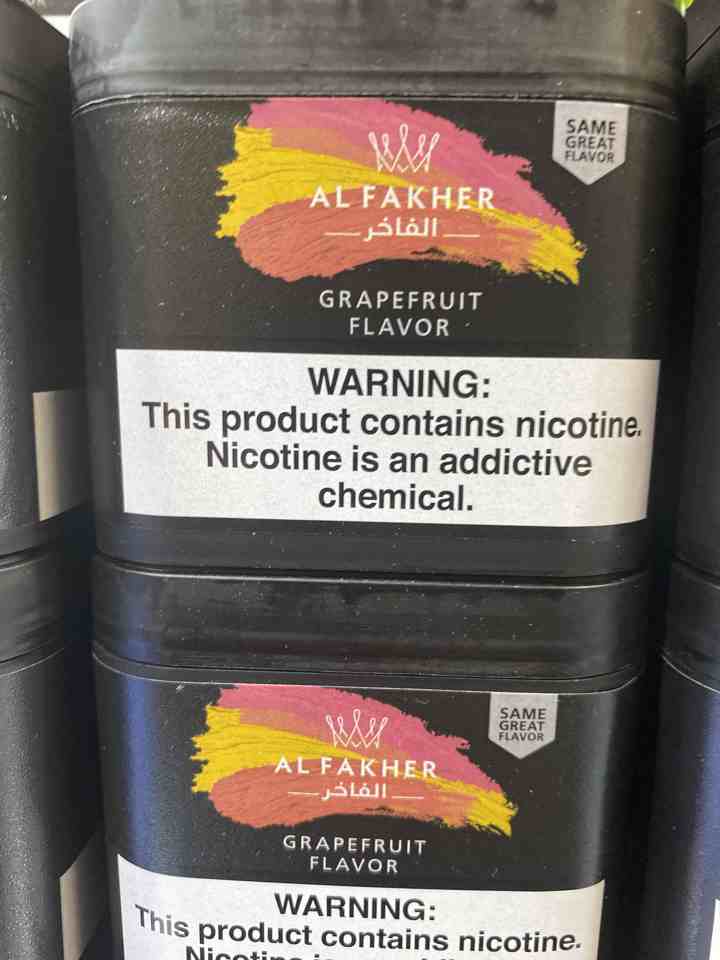 SAME
GREAT
FLAVOR
AL FAKHER
الفاخر
GRAPEFRUIT
FLAVOR
WARNING:
This product contains nicotine.
Nicotine is an addictive
chemical.
SAME
GREAT
FLAVOR
AL FAKHER
الفاخر
GRAPEFRUIT
FLAVOR
WARNING:
This product contains nicotine.